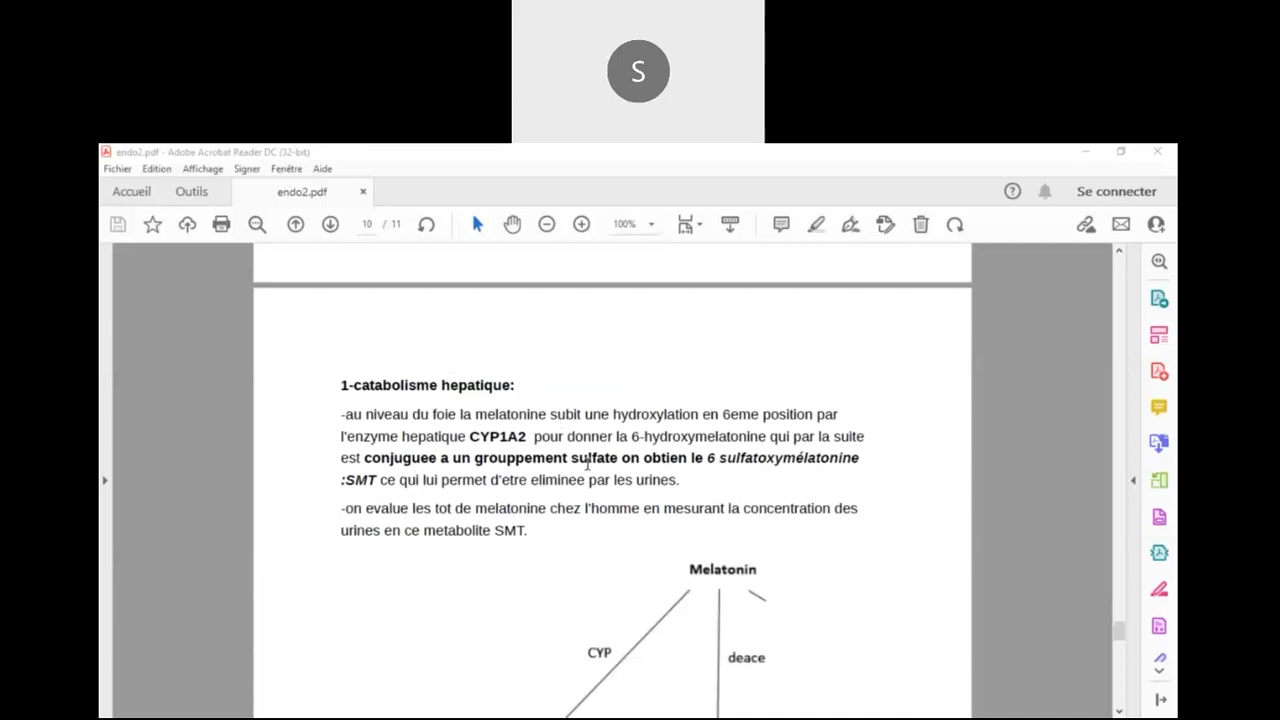 S
endo2.pdf - Adobe Acrobat Reader DC (32-bit)
Fichier Edition Affichage Signer Fenêtre Aide
Accueil Outils endo2.pdf × Se connecter
10 / 11 100%
1-catabolisme hepatique:
-au niveau du foie la melatonine subit une hydroxylation en 6eme position par
l'enzyme hepatique CYP1A2 pour donner la 6-hydroxymelatonine qui par la suite
est conjuguee a un grouppement sulfate on obtien le 6 sulfatoxymélatonine
:SMT ce qui lui permet d'etre eliminee par les urines.
-on evalue les tot de melatonine chez l'homme en mesurant la concentration des
urines en ce metabolite SMT.
Melatonin
CYP
deace